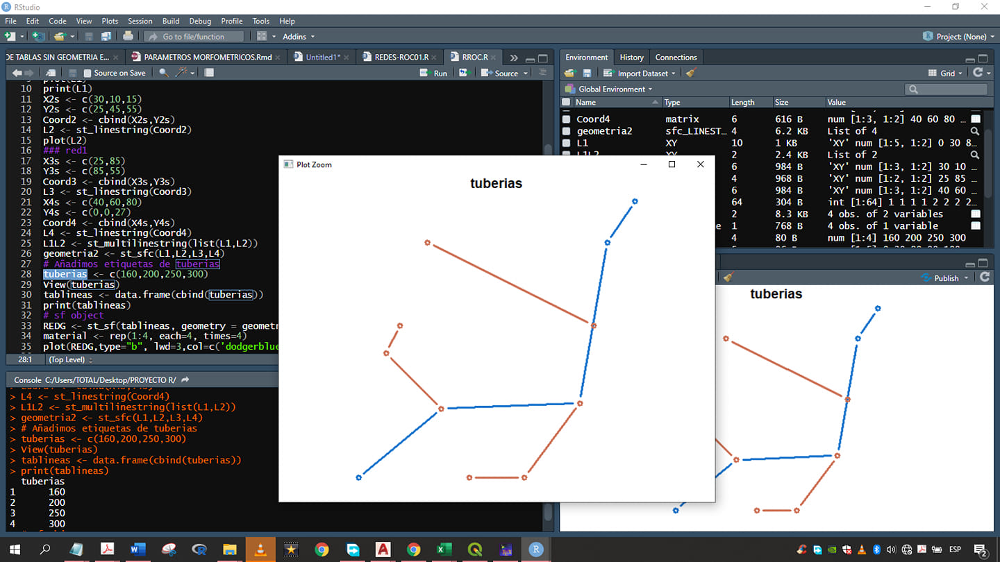 RStudio
File Edit Code View Plots Session Build Debug Profile Tools Help
Go to file/function
Addins
Project: (None)
DE TABLAS SIN GEOMETRIA E...
PARAMETROS MORFOMETRICOS.Rmd
Untitled1*
REDES-ROC01.R
RROC.R
Source on Save
Run
Source
10 print(L1)
11 X2s <- c(30,10,15)
12 Y2s <- c(25,45,55)
13 Coord2 <- cbind(X2s,Y2s)
14 L2 <- st_linestring(Coord2)
15 plot(L2)
16 ### red1
17 X3s <- c(25,85)
18 Y3s <- c(85,55)
19 Coord3 <- cbind(X3s,Y3s)
20 L3 <- st_linestring(Coord3)
21 X4s <- c(40,60,80)
22 Y4s <- c(0,0,27)
23 Coord4 <- cbind(X4s,Y4s)
24 L4 <- st_linestring(Coord4)
25 L1L2 <- st_multilinestring(list(L1,L2))
26 geometria2 <- st_sfc(L1,L2,L3,L4)
27 # Añadimos etiquetas de tuberias
28 tuberias <- c(160,200,250,300)
29 View(tuberias)
30 tablineas <- data.frame(cbind(tuberias))
31 print(tablineas)
32 # sf object
33 REDG <- st_sf(tablineas, geometry = geomet
34 material <- rep(1:4, each=4, times=4)
35 plot(REDG,type="b", lwd=3,col=c('dodgerblue
28:1 (Top Level)
Console C:/Users/TOTAL/Desktop/PROYECTO R/
> L4 <- st_linestring(Coord4)
> L1L2 <- st_multilinestring(list(L1,L2))
> geometria2 <- st_sfc(L1,L2,L3,L4)
> # Añadimos etiquetas de tuberias
> tuberias <- c(160,200,250,300)
> View(tuberias)
> tablineas <- data.frame(cbind(tuberias))
> print(tablineas)
tuberias
1 160
2 200
3 250
4 300
Plot Zoom
tuberias
Environment History Connections
Import Dataset
Grid
Global Environment
Name Type Length Size Value
Coord4 matrix 6 616 B num [1:3, 1:2] 40 60 80 ...
geometria2 sfc_LINEST... 4 6.2 KB List of 4
L1 XY 10 1 KB 'XY' num [1:5, 1:2] 0 30 8...
L1L2 XY 2 2.4 KB List of 2
6 984 B 'XY' num [1:3, 1:2] 30 10 ...
4 968 B 'XY' num [1:2, 1:2] 25 85 ...
6 984 B 'XY' num [1:3, 1:2] 40 60 ...
64 304 B int [1:64] 1 1 1 1 2 2 2 2...
2 8.3 KB 4 obs. of 2 variables
e 1 768 B 4 obs. of 1 variable
4 80 B num [1:4] 160 200 250 300
Publish
tuberias
ESP
2